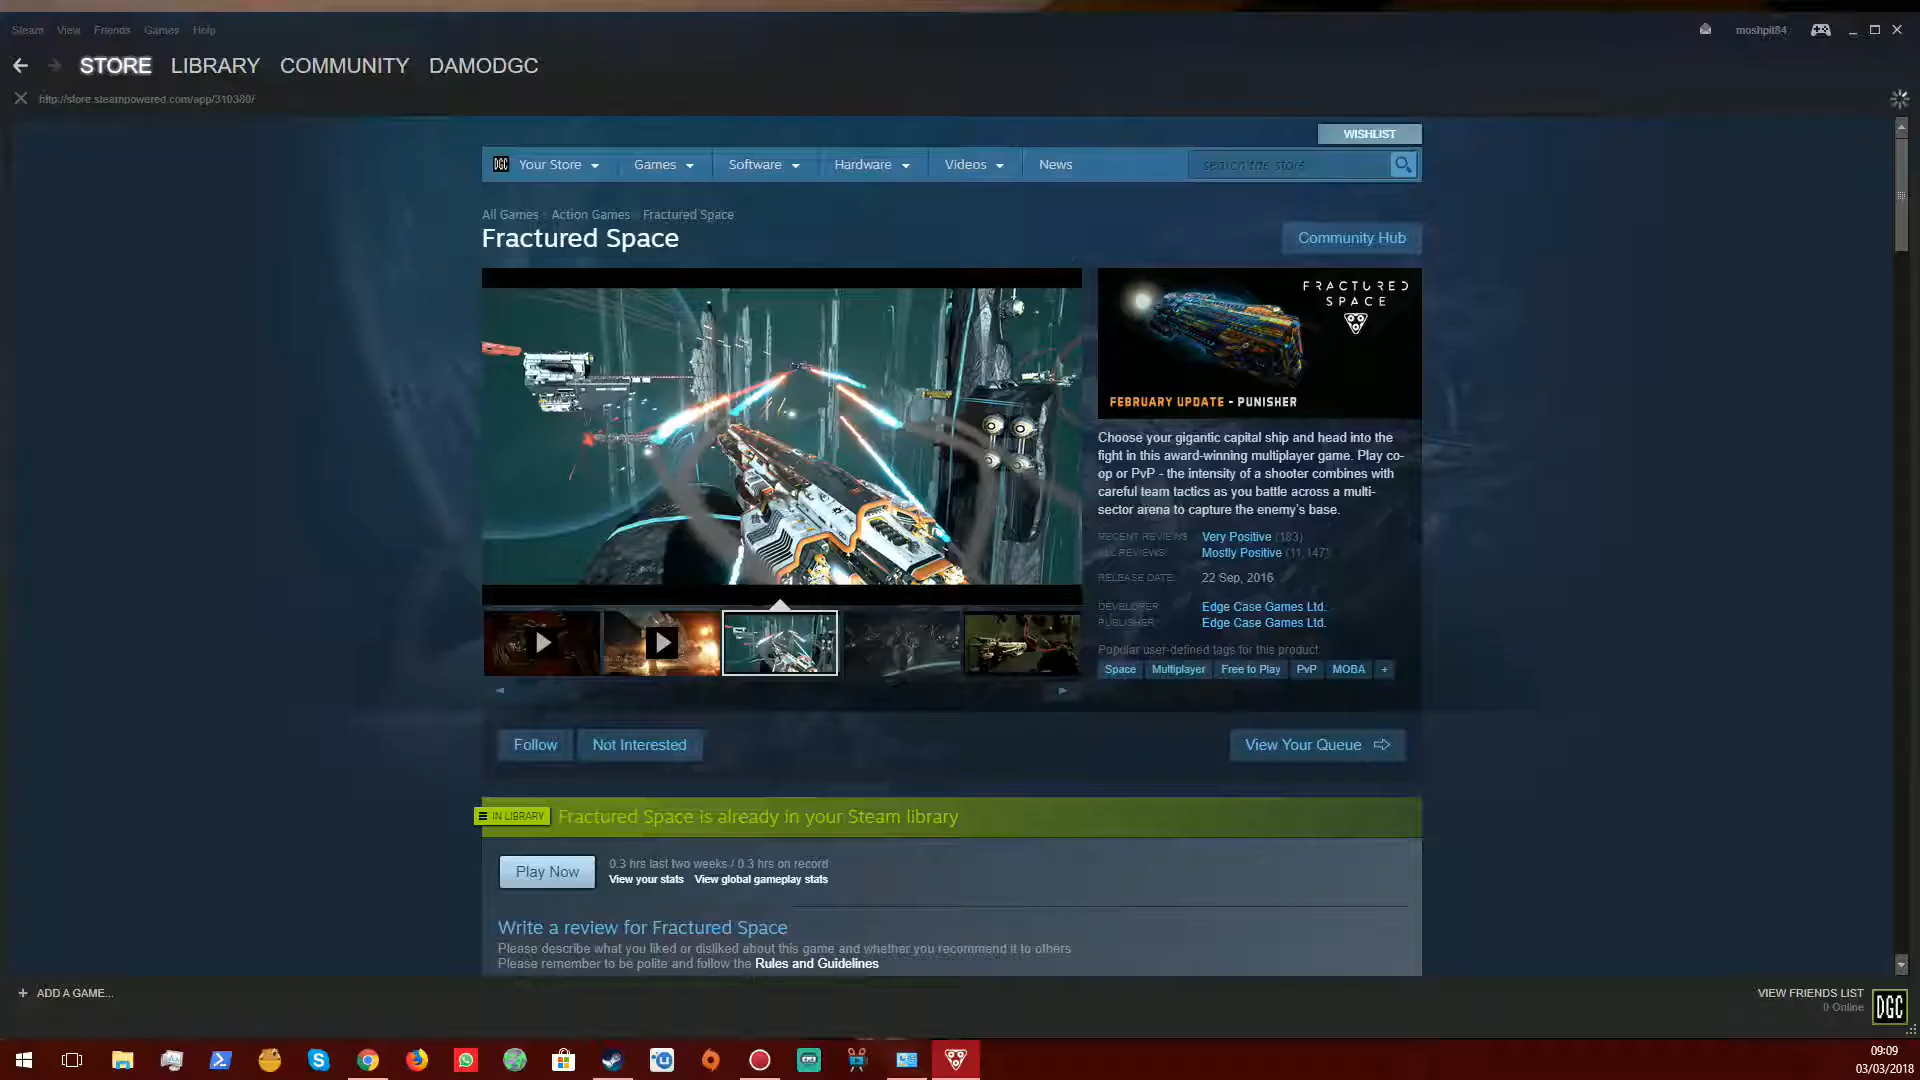 Steam View Friends Games Help
moshpit84
STORE LIBRARY COMMUNITY DAMODGC
http://store.steampowered.com/app/310380/
WISHLIST
DGC Your Store Games Software Hardware Videos News search the store
All Games Action Games Fractured Space
Fractured Space
Community Hub
FRACTURED
SPACE
FEBRUARY UPDATE - PUNISHER
Choose your gigantic capital ship and head into the
fight in this award-winning multiplayer game. Play co-
op or PvP - the intensity of a shooter combines with
careful team tactics as you battle across a multi-
sector arena to capture the enemy's base.
RECENT REVIEWS: Very Positive (183)
ALL REVIEWS: Mostly Positive (11,147)
RELEASE DATE: 22 Sep, 2016
DEVELOPER: Edge Case Games Ltd.
PUBLISHER: Edge Case Games Ltd.
Popular user-defined tags for this product:
Space Multiplayer Free to Play PvP MOBA +
Follow Not Interested
View Your Queue
IN LIBRARY Fractured Space is already in your Steam library
Play Now
0.3 hrs last two weeks / 0.3 hrs on record
View your stats View global gameplay stats
Write a review for Fractured Space
Please describe what you liked or disliked about this game and whether you recommend it to others
Please remember to be polite and follow the Rules and Guidelines
+ ADD A GAME...
VIEW FRIENDS LIST
0 Online
DGC
09:09
03/03/2018